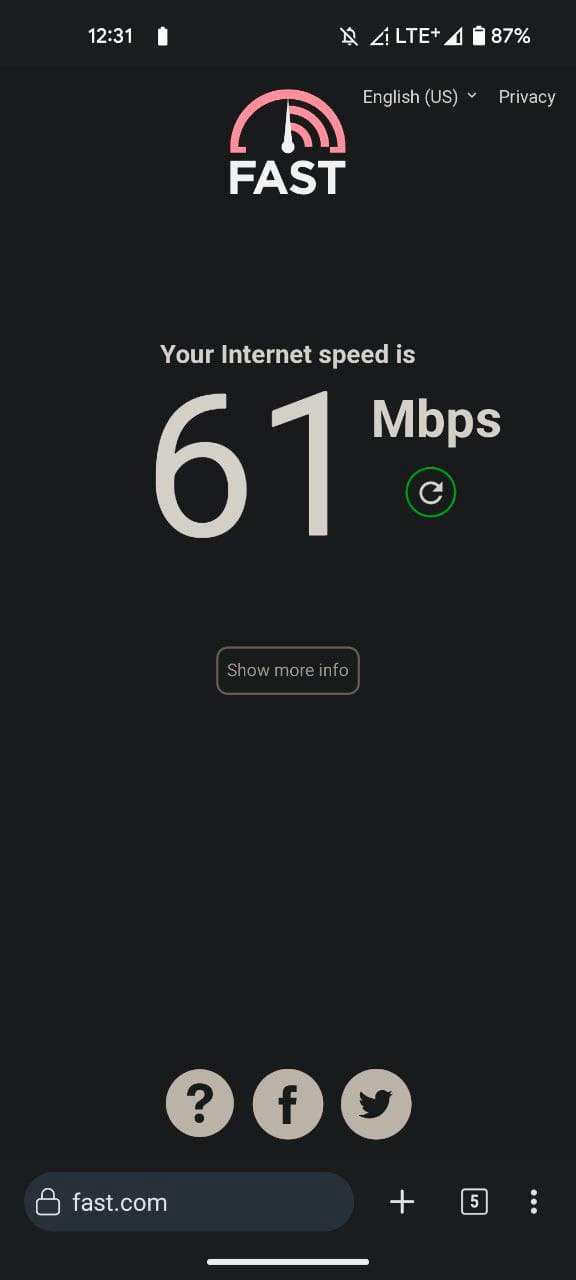 12:31 LTE+ 87%
English (US) Privacy
FAST
Your Internet speed is
61 Mbps
Show more info
?
f
fast.com 5